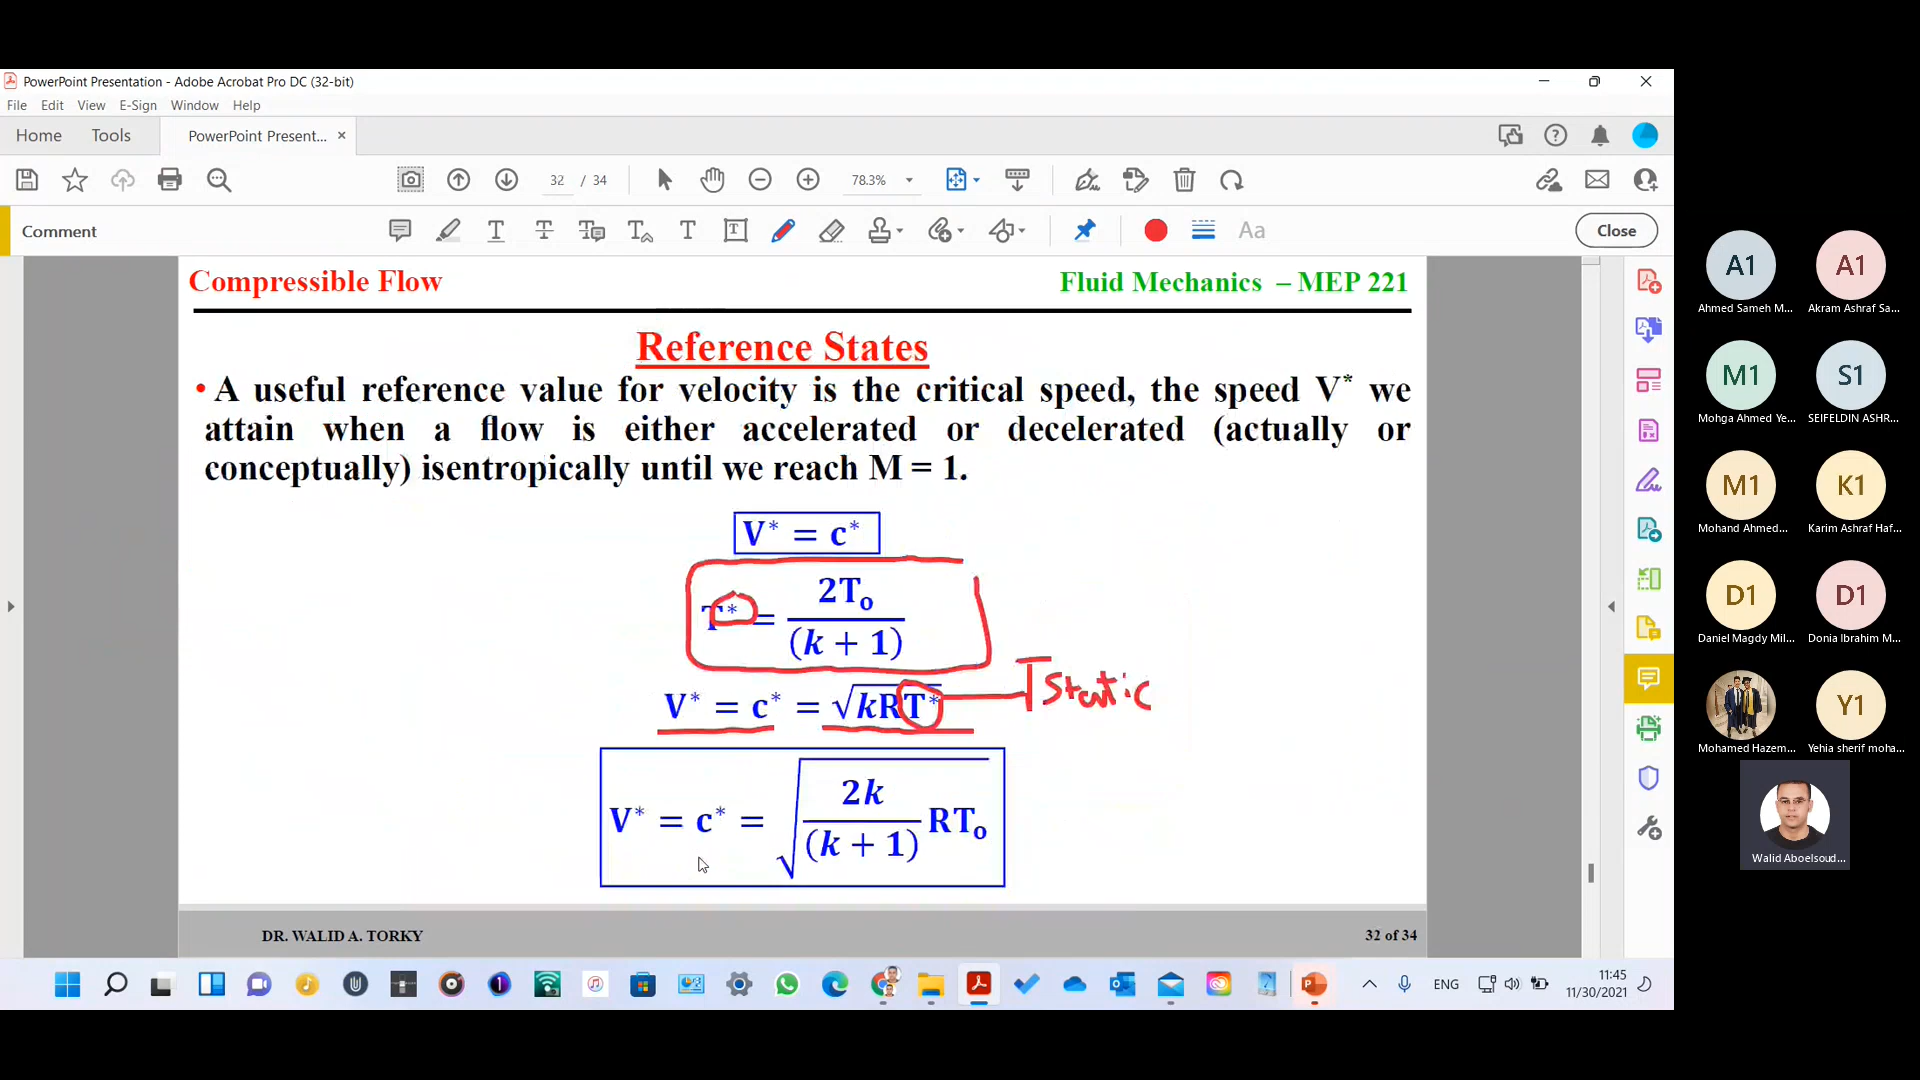 PowerPoint Presentation - Adobe Acrobat Pro DC (32-bit)
File Edit View E-Sign Window Help
Home Tools PowerPoint Present... ×
32 / 34 78.3%
Comment
Close
Compressible Flow
Fluid Mechanics – MEP 221
Reference States
• A useful reference value for velocity is the critical speed, the speed V* we
attain when a flow is either accelerated or decelerated (actually or
conceptually) isentropically until we reach M = 1.
V* = c*
T* = 2T₀ / (k + 1)
V* = c* = √kRT*
T static
V* = c* = √(2k / (k + 1) RT₀)
DR. WALID A. TORKY
32 of 34
ENG
11:45
11/30/2021
A1
Ahmed Sameh M...
A1
Akram Ashraf Sa...
M1
Mohga Ahmed Ye...
S1
SEIFELDIN ASHR...
M1
Mohand Ahmed...
K1
Karim Ashraf Haf...
D1
Daniel Magdy Mil...
D1
Donia Ibrahim M...
Mohamed Hazem...
Y1
Yehia sherif moha...
Walid Aboelsoud...